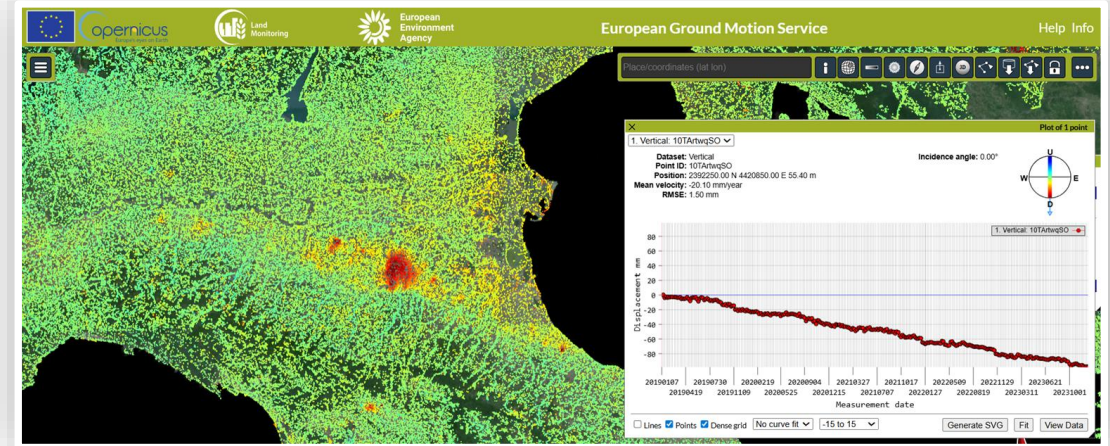 opernicus
Europe's eyes on Earth
Land
Monitoring
European
Environment
Agency
European Ground Motion Service
Help Info
Place/coordinates (lat lon)
3D
Plot of 1 point
1. Vertical: 10TArtwqSO
Dataset: Vertical
Point ID: 10TArtwqSO
Position: 2392250.00 N 4420850.00 E 55.40 m
Mean velocity: -20.10 mm/year
RMSE: 1.50 mm
Incidence angle: 0.00°
U
W E
D
1. Vertical: 10TArtwqSO
Displacement mm
80
60
40
20
0
-20
-40
-60
-80
20190107 20190730 20200219 20200904 20210327 20211017 20220509 20221129 20230621
20190419 20191109 20200525 20201215 20210707 20220127 20220819 20230311 20231001
Measurement date
Lines Points Dense grid No curve fit -15 to 15 Generate SVG Fit View Data